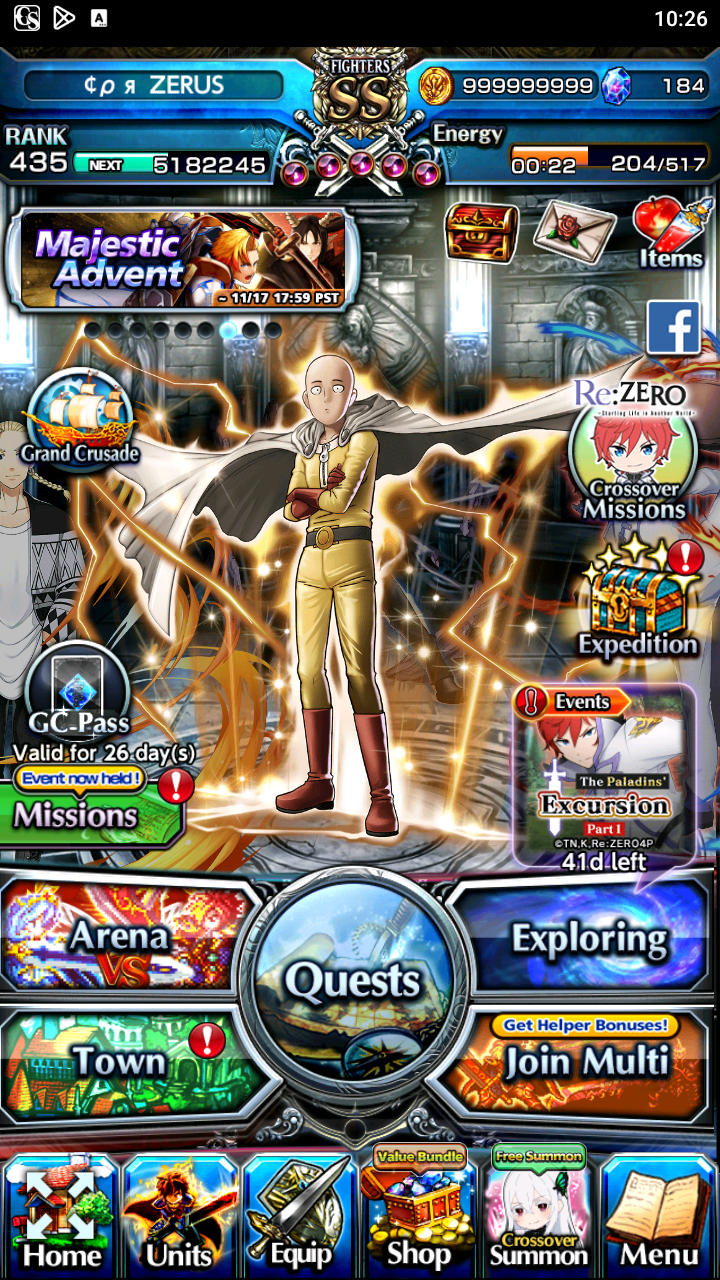 10:26
¢ρ я ZERUS
FIGHTERS
SS
999999999
184
RANK
435
NEXT
5182245
Energy
00:22
204/517
Majestic
Advent
~ 11/17 17:59 PST
Items
Grand Crusade
Re:ZERO
-Starting Life in Another World-
Crossover
Missions
Expedition
GC-Pass
Valid for 26 day(s)
Event now held!
Missions
Events
The Paladins'
Excursion
Part 1
©TN,K,Re:ZERO4P
41d left
Arena
VS
Quests
Exploring
Town
Get Helper Bonuses!
Join Multi
Home
Units
Equip
Value Bundle
Shop
Free Summon
Crossover
Summon
Menu